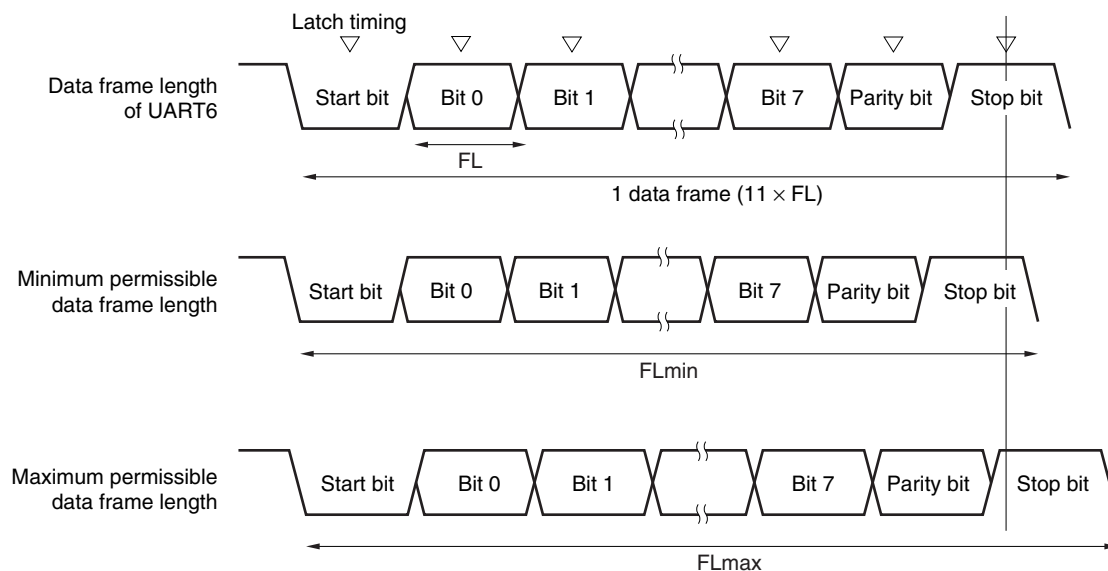 Latch timing
Data frame length
of UART6
Start bit
Bit 0
Bit 1
Bit 7
Parity bit
Stop bit
FL
1 data frame (11 × FL)
Minimum permissible
data frame length
Start bit
Bit 0
Bit 1
Bit 7
Parity bit
Stop bit
FLmin
Maximum permissible
data frame length
Start bit
Bit 0
Bit 1
Bit 7
Parity bit
Stop bit
FLmax